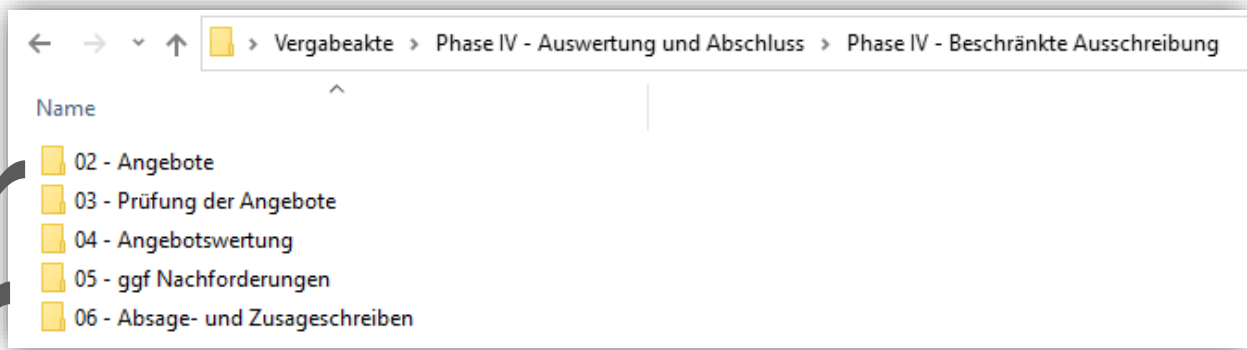 Vergabeakte > Phase IV - Auswertung und Abschluss > Phase IV - Beschränkte Ausschreibung
Name
02 - Angebote
03 - Prüfung der Angebote
04 - Angebotswertung
05 - ggf Nachforderungen
06 - Absage- und Zusageschreiben